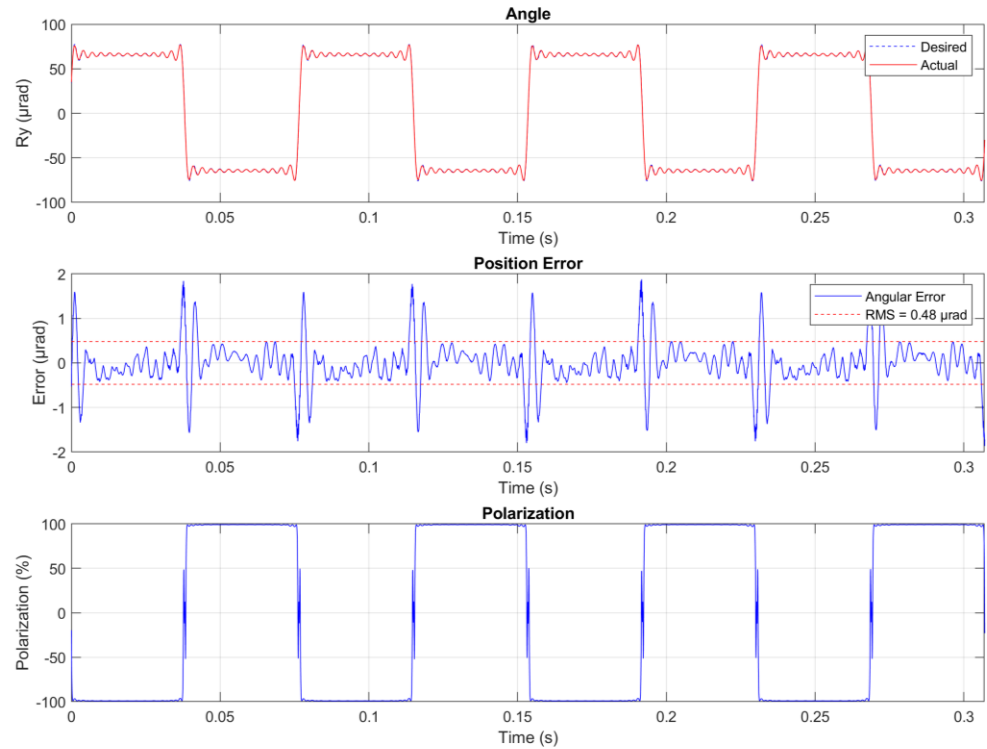 Angle
100
50
0
-50
-100
Ry (µrad)
Desired
Actual
0
0.05
0.1
0.15
0.2
0.25
0.3
Time (s)
Position Error
2
1
0
-1
-2
Error (µrad)
Angular Error
RMS = 0.48 µrad
0
0.05
0.1
0.15
0.2
0.25
0.3
Time (s)
Polarization
100
50
0
-50
-100
Polarization (%)
0
0.05
0.1
0.15
0.2
0.25
0.3
Time (s)